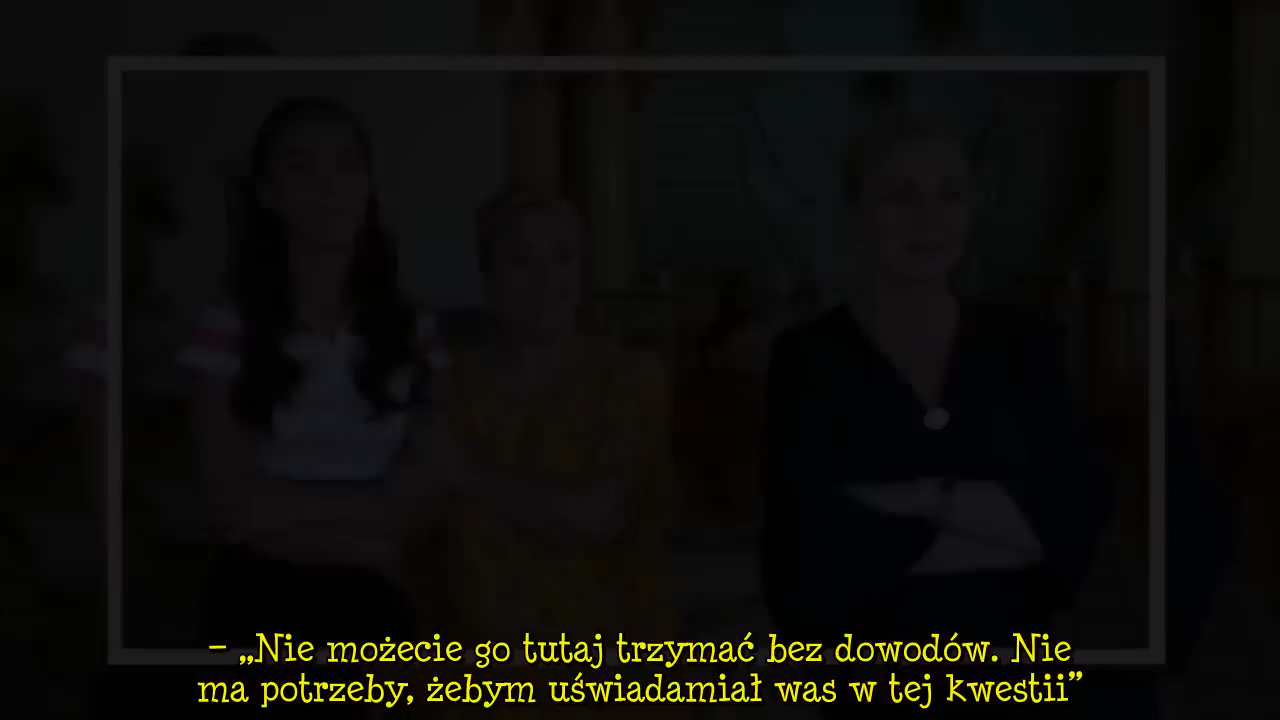 – „Nie możecie go tutaj trzymać bez dowodów. Nie
ma potrzeby, żebym uświadamiał was w tej kwestii”